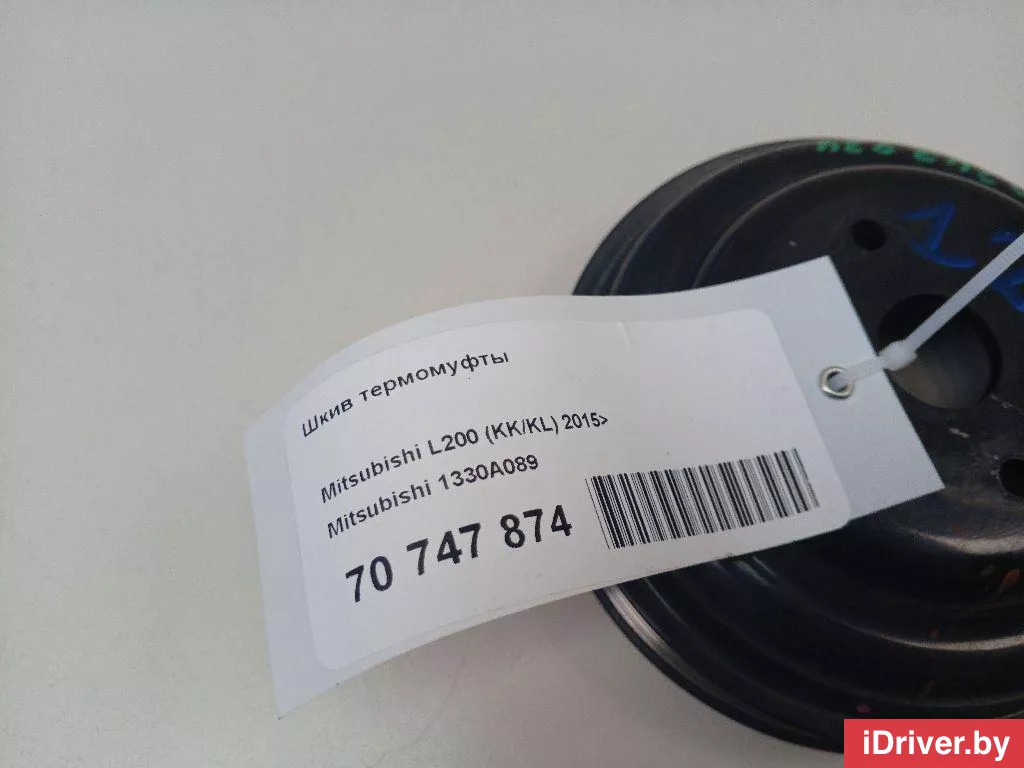 Шкив термомуфты
Mitsubishi L200 (KK/KL) 2015>
Mitsubishi 1330A089
70 747 874
iDriver.by